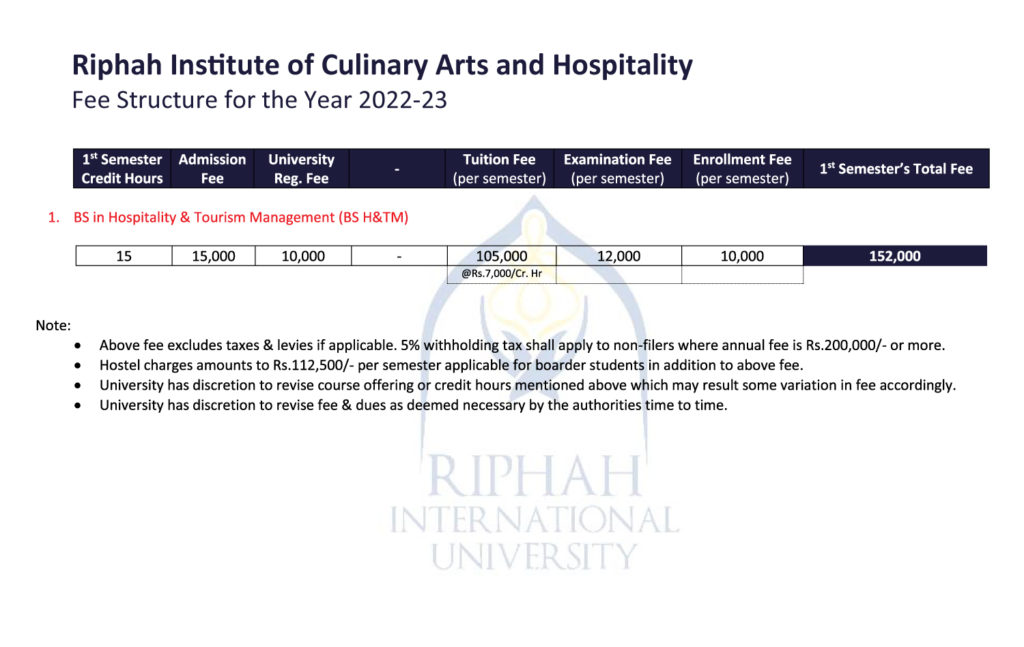 Riphah Institute of Culinary Arts and Hospitality
Fee Structure for the Year 2022-23
1st Semester Credit Hours | Admission Fee | University Reg. Fee | - | Tuition Fee (per semester) | Examination Fee (per semester) | Enrollment Fee (per semester) | 1st Semester's Total Fee
1. BS in Hospitality & Tourism Management (BS H&TM)
15 | 15,000 | 10,000 | - | 105,000 | 12,000 | 10,000 | 152,000
@Rs.7,000/Cr. Hr
Note:
• Above fee excludes taxes & levies if applicable. 5% withholding tax shall apply to non-filers where annual fee is Rs.200,000/- or more.
• Hostel charges amounts to Rs.112,500/- per semester applicable for boarder students in addition to above fee.
• University has discretion to revise course offering or credit hours mentioned above which may result some variation in fee accordingly.
• University has discretion to revise fee & dues as deemed necessary by the authorities time to time.
RIPHAH
INTERNATIONAL
UNIVERSITY